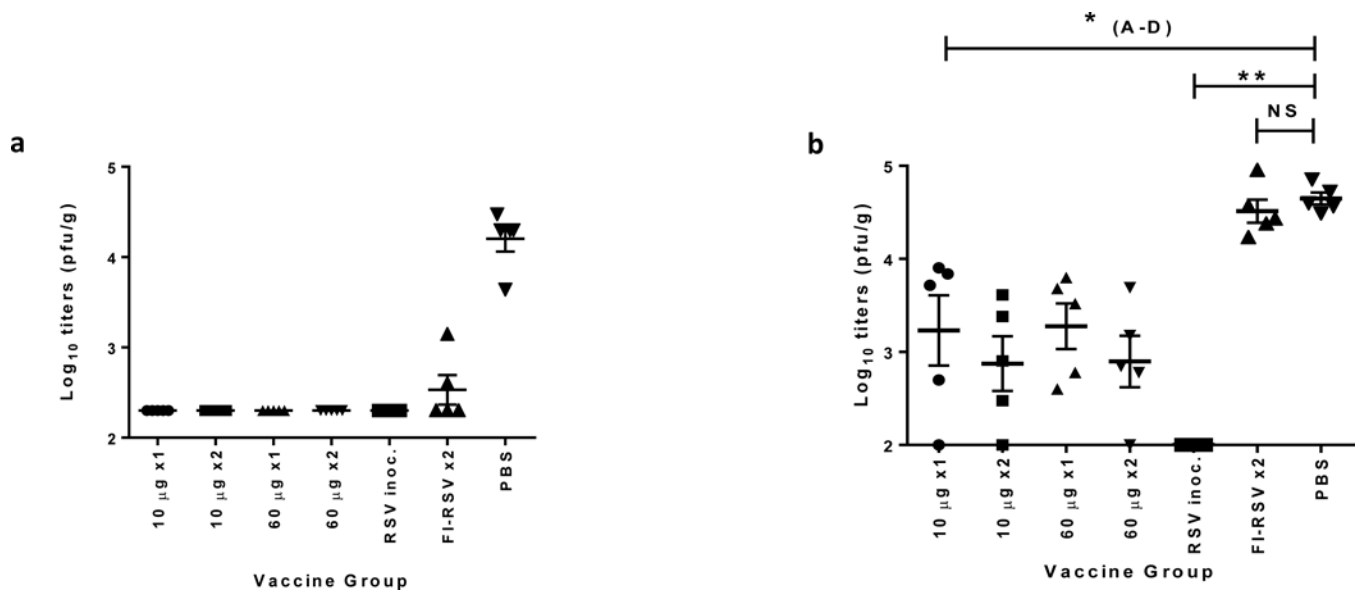 a
Log10 titers (pfu/g)
5
4
3
2
10 μg x1
10 μg x2
60 μg x1
60 μg x2
RSV inoc.
FI-RSV x2
PBS
Vaccine Group
b
* (A-D)
**
NS
Log10 titers (pfu/g)
5
4
3
2
10 μg x1
10 μg x2
60 μg x1
60 μg x2
RSV inoc.
FI-RSV x2
PBS
Vaccine Group